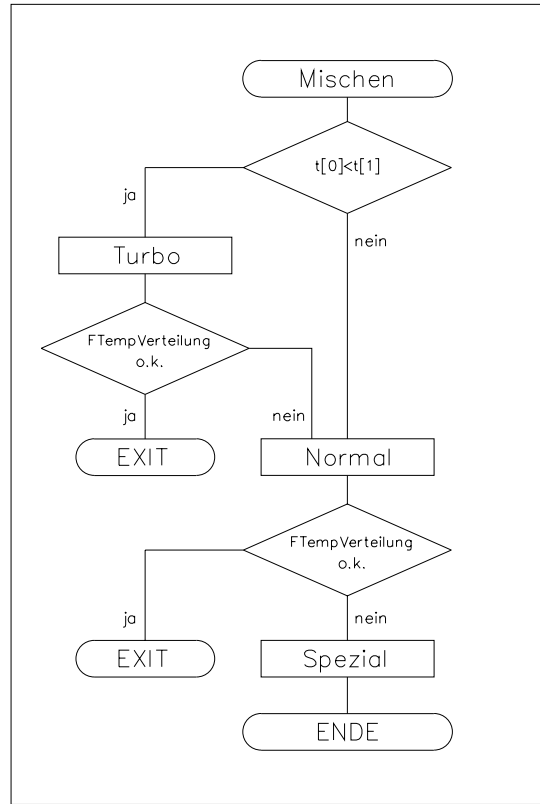 Mischen
t[0]<t[1]
ja
nein
Turbo
FTempVerteilung
o.k.
ja
nein
EXIT
Normal
FTempVerteilung
o.k.
ja
nein
EXIT
Spezial
ENDE